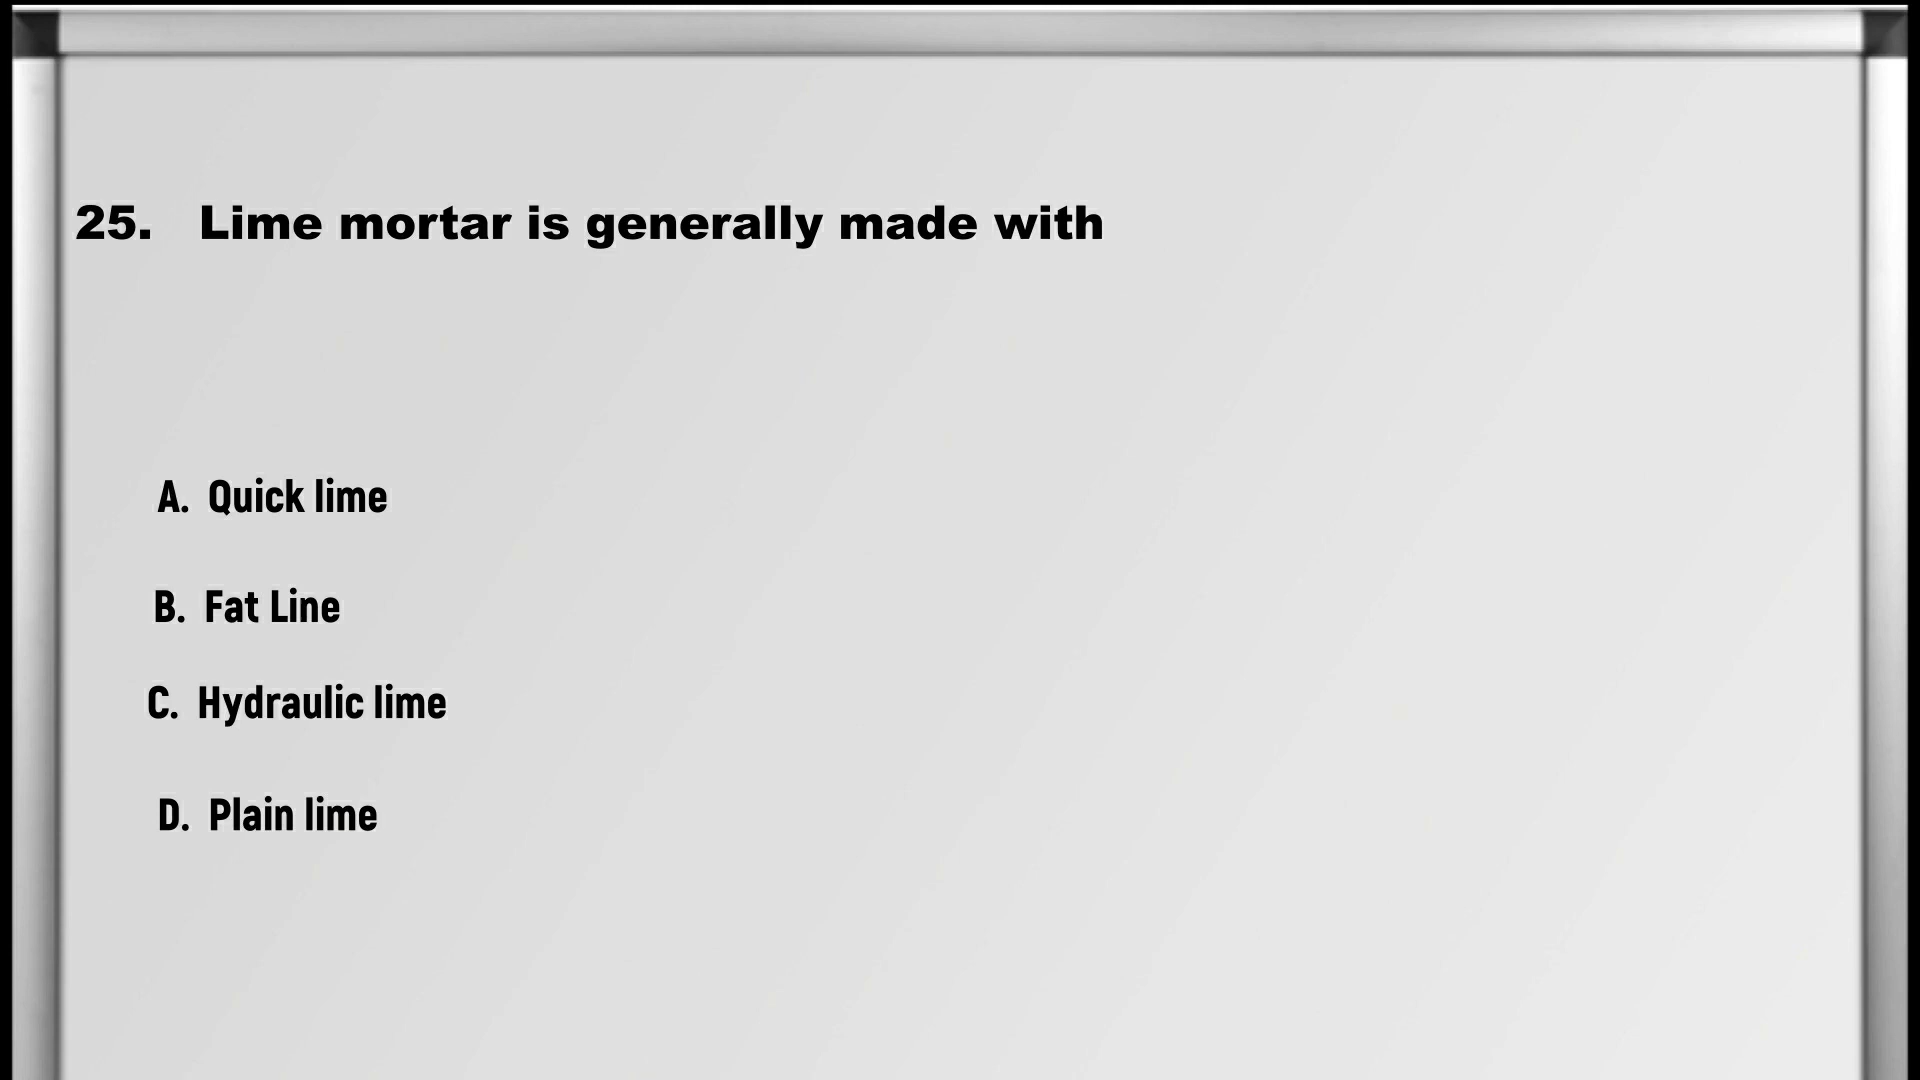 25. Lime mortar is generally made with
A. Quick lime
B. Fat Line
C. Hydraulic lime
D. Plain lime